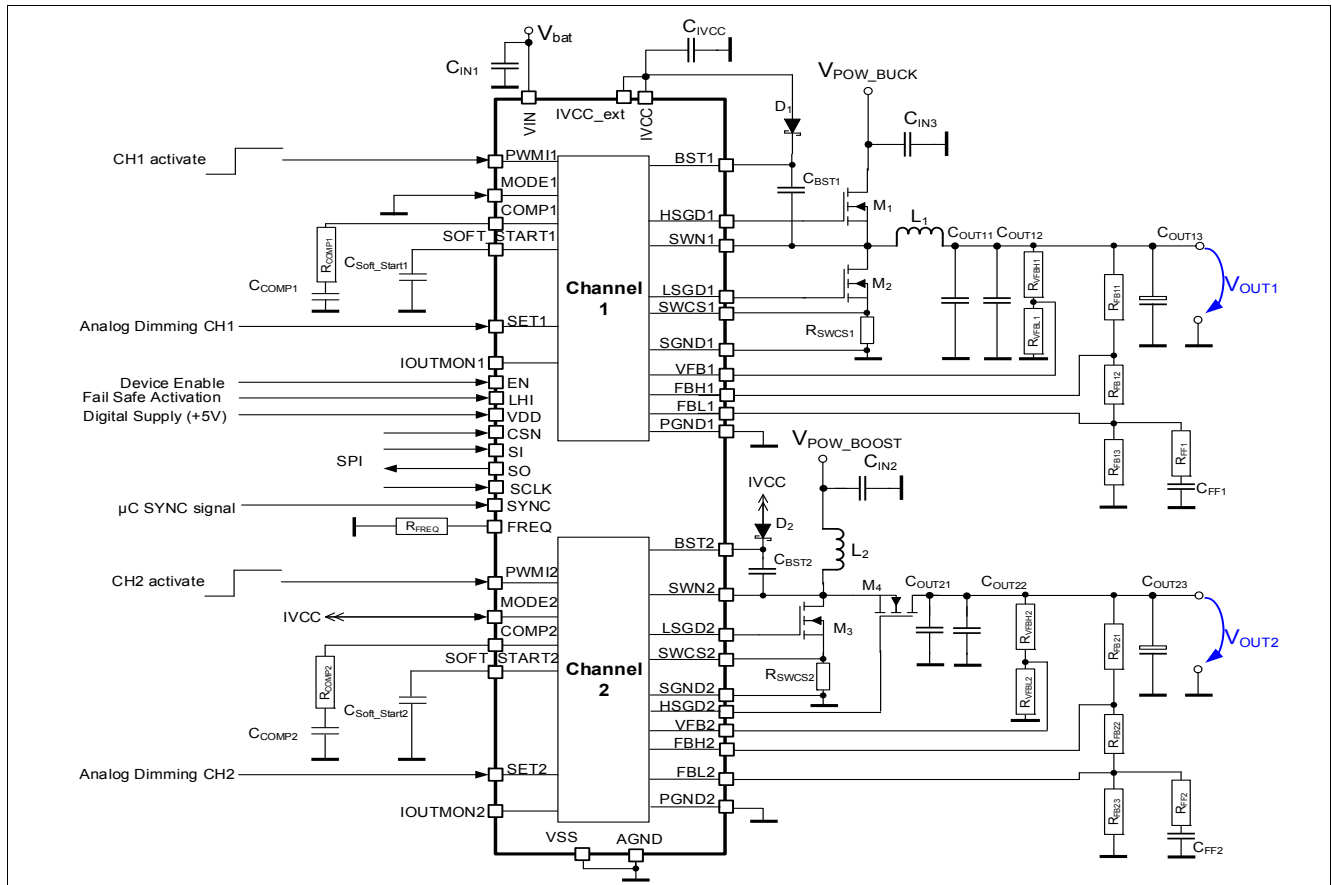 Vbat
CIVCC
CIN1
VPOW_BUCK
IVCC_ext
VIN
IVCC
D1
CIN3
CH1 activate
PWMI1
BST1
MODE1
CBST1
COMP1
HSGD1
M1
L1
SOFT_START1
SWN1
COUT11
COUT12
COUT13
RCOMP1
CSoft_Start1
CCOMP1
Channel
1
LSGD1
M2
RVFBH1
RFB11
VOUT1
SWCS1
RSWCS1
RVFBL1
Analog Dimming CH1
SET1
SGND1
IOUTMON1
VFB1
Device Enable
EN
FBH1
RFB12
Fail Safe Activation
LHI
Digital Supply (+5V)
VDD
FBL1
CSN
PGND1
SI
VPOW_BOOST
RFB13
RFF1
SPI
SO
CIN2
SCLK
IVCC
CFF1
µC SYNC signal
SYNC
RFREQ
FREQ
D2
BST2
L2
CH2 activate
PWMI2
CBST2
SWN2
M4
COUT21
COUT22
COUT23
IVCC
MODE2
COMP2
LSGD2
M3
RVFBH2
RFB21
VOUT2
SOFT_START2
SWCS2
RCOMP2
CSoft_Start2
CCOMP2
Channel
2
RSWCS2
SGND2
RVFBL2
HSGD2
VFB2
RFB22
FBH2
Analog Dimming CH2
SET2
FBL2
IOUTMON2
PGND2
RFB23
RFF2
VSS
AGND
CFF2